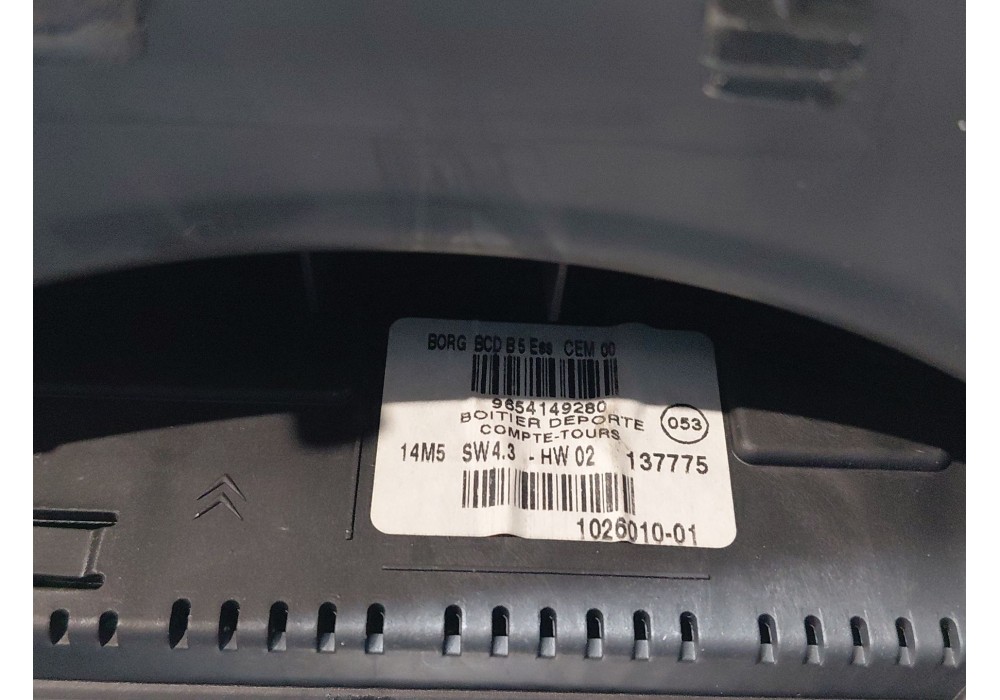 BORG BCD B5 Ess CEM 00
9654149280
BOITIER DEPORTE
COMPTE-TOURS
053
14M5 SW4.3 - HW 02 137775
1026010-01